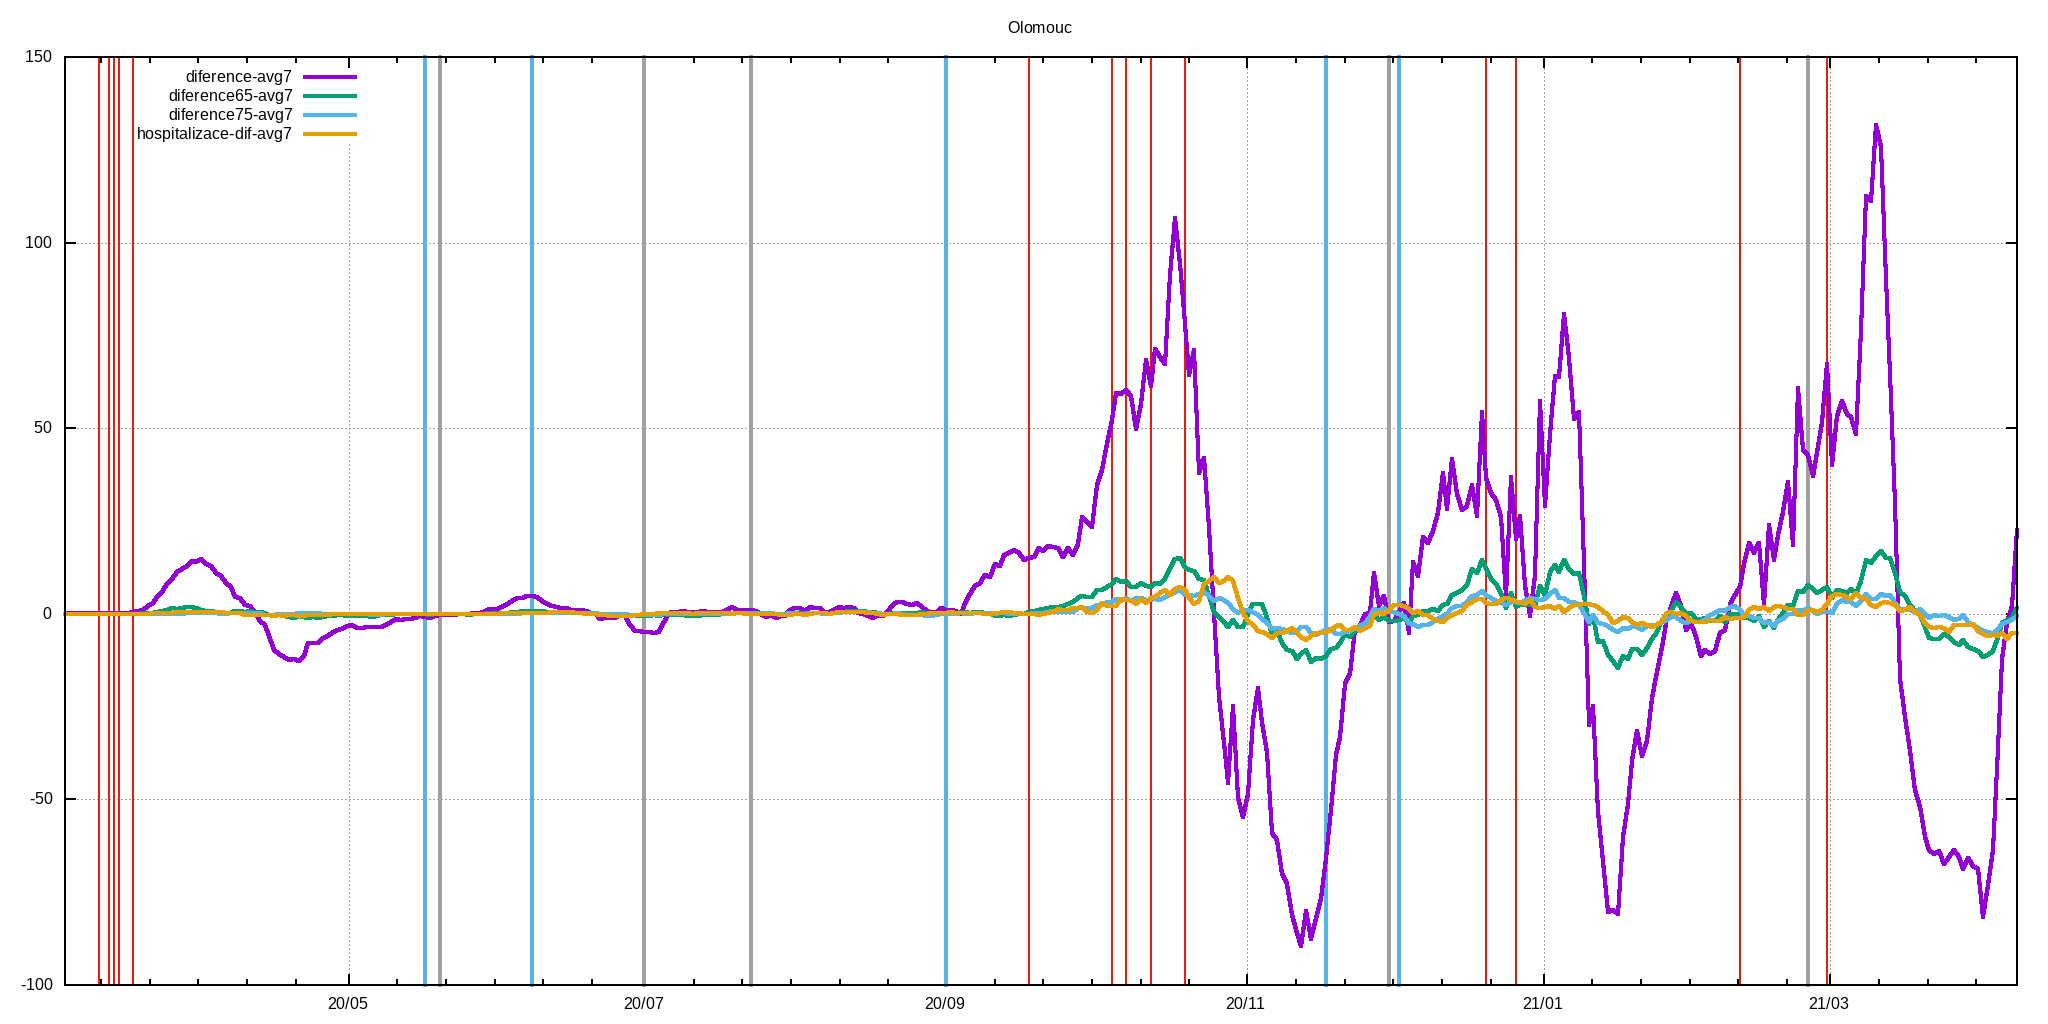 Olomouc
150
100
50
0
-50
-100
diference-avg7
diference65-avg7
diference75-avg7
hospitalizace-dif-avg7
20/05 20/07 20/09 20/11 21/01 21/03